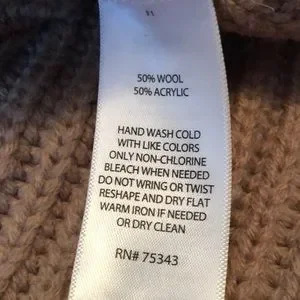 50% WOOL
50% ACRYLIC
HAND WASH COLD
WITH LIKE COLORS
ONLY NON-CHLORINE
BLEACH WHEN NEEDED
DO NOT WRING OR TWIST
RESHAPE AND DRY FLAT
WARM IRON IF NEEDED
OR DRY CLEAN
RN# 75343